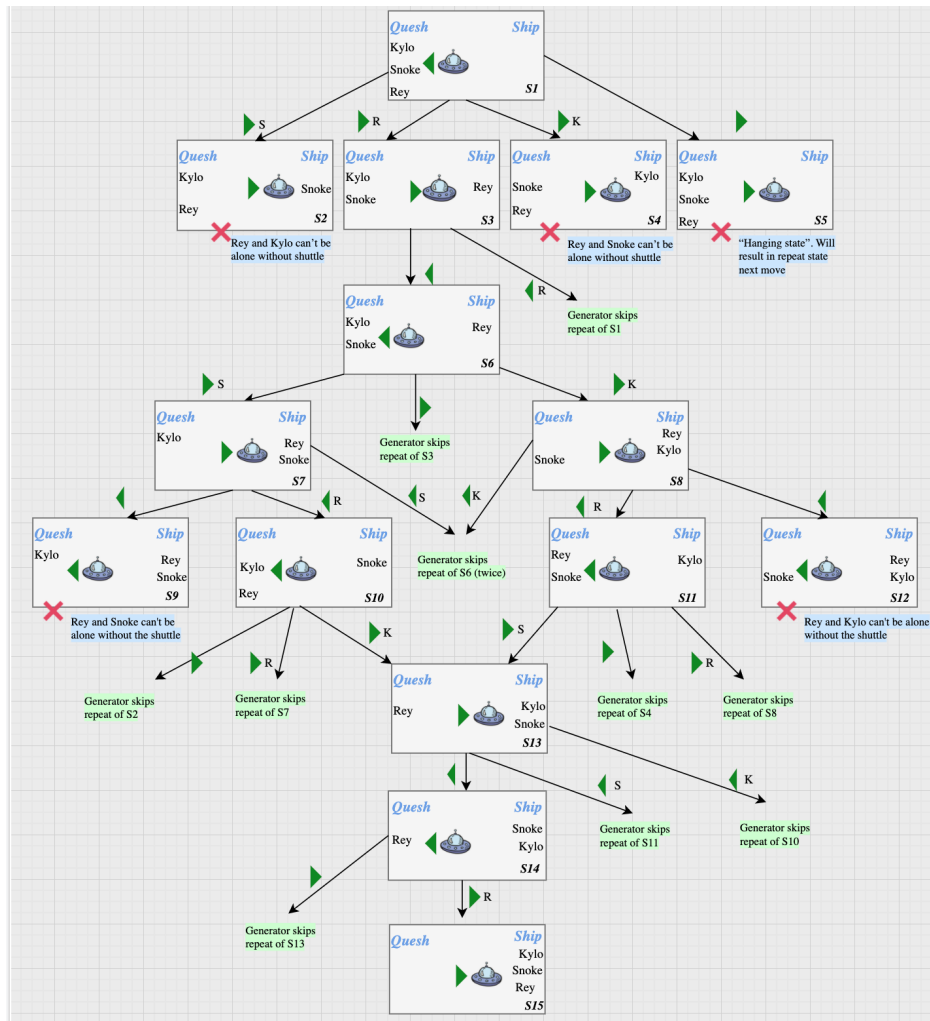 Quesh Ship
Kylo
Snoke
Rey
S1
S
R
K
Quesh Ship
Kylo
Snoke
Rey
S2
Quesh Ship
Kylo
Rey
Snoke
S3
Quesh Ship
Kylo
Snoke
Rey
S4
Quesh Ship
Kylo
Snoke
Rey
S5
Rey and Kylo can't be
alone without shuttle
Rey and Snoke can't be
alone without shuttle
“Hanging state”. Will
result in repeat state
next move
R
Generator skips
repeat of S1
Quesh Ship
Kylo
Rey
Snoke
S6
S
K
Generator skips
repeat of S3
Quesh Ship
Kylo
Rey
Snoke
S7
Quesh Ship
Rey
Kylo
Snoke
S8
R
S
K
R
Generator skips
repeat of S6 (twice)
Quesh Ship
Kylo
Rey
Snoke
S9
Quesh Ship
Kylo
Snoke
Rey
S10
Quesh Ship
Rey
Kylo
Snoke
S11
Quesh Ship
Rey
Snoke
Kylo
S12
Rey and Snoke can't be
alone without the shuttle
Rey and Kylo can't be alone
without the shuttle
R
K
S
R
Generator skips
repeat of S2
Generator skips
repeat of S7
Generator skips
repeat of S4
Generator skips
repeat of S8
Quesh Ship
Rey
Kylo
Snoke
S13
S
K
Generator skips
repeat of S11
Generator skips
repeat of S10
Quesh Ship
Snoke
Rey
Kylo
S14
R
Generator skips
repeat of S13
Quesh Ship
Kylo
Snoke
Rey
S15